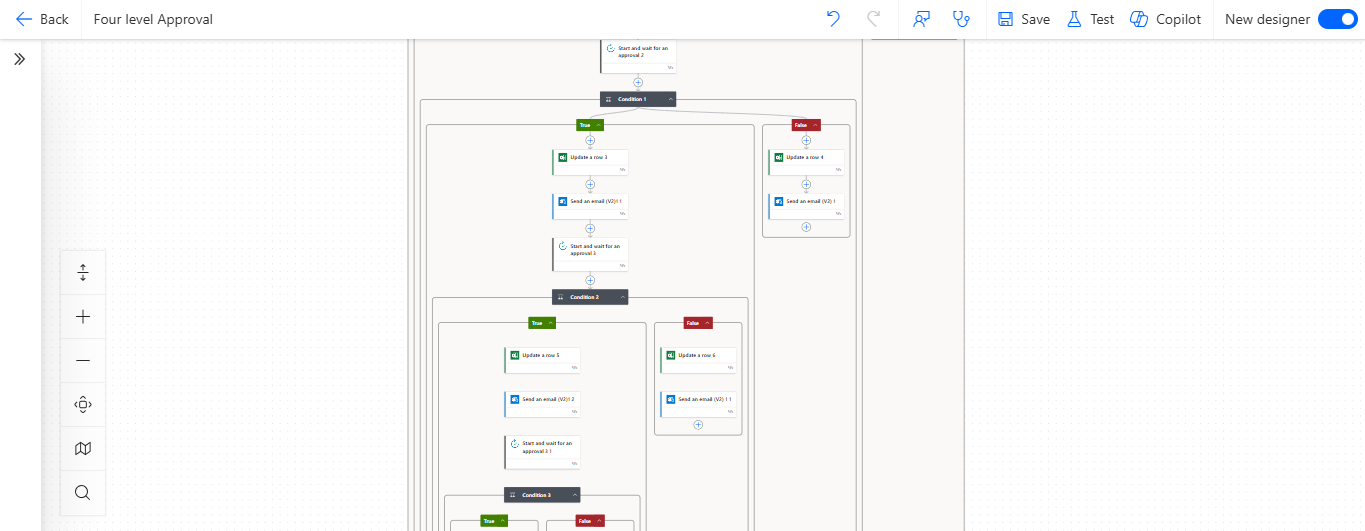 Back Four level Approval Save Test Copilot New designer
Start and wait for an
approval 2
Condition 1
True False
Update a row 3 Update a row 4
Send an email (V2)1 1 Send an email (V2) 1
Start and wait for an
approval 3
Condition 2
True False
Update a row 5 Update a row 6
Send an email (V2)1 2 Send an email (V2) 1 1
Start and wait for an
approval 3 1
Condition 3
True False